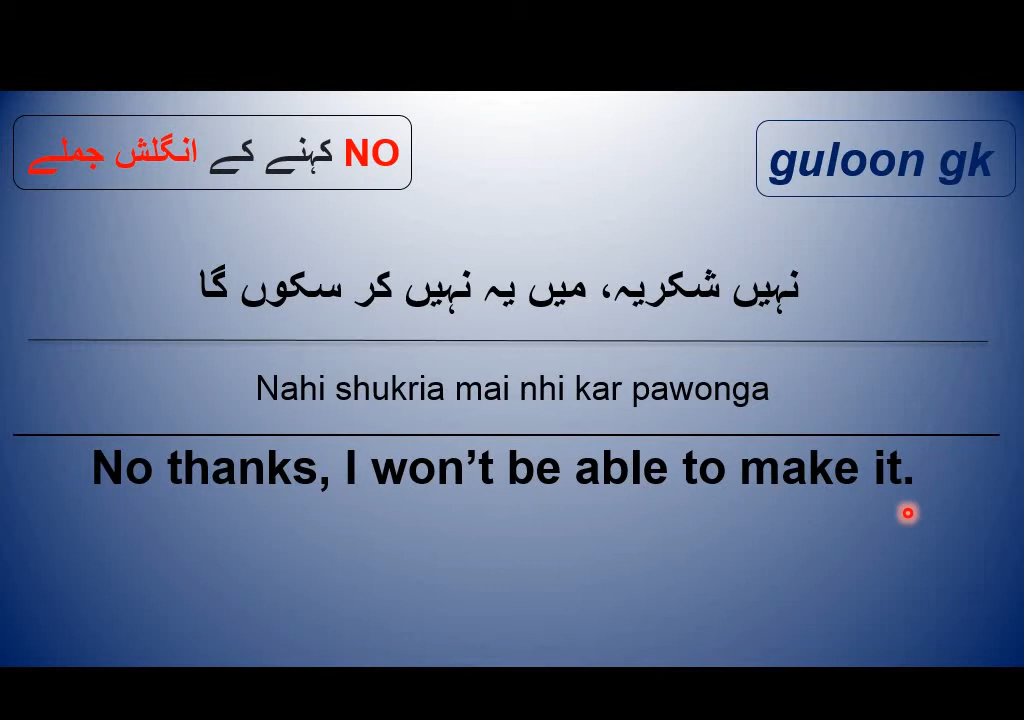 NO کہنے کے انگلش جملے
guloon gk
نہیں شکریہ، میں یہ نہیں کر سکوں گا
Nahi shukria mai nhi kar pawonga
No thanks, I won’t be able to make it.